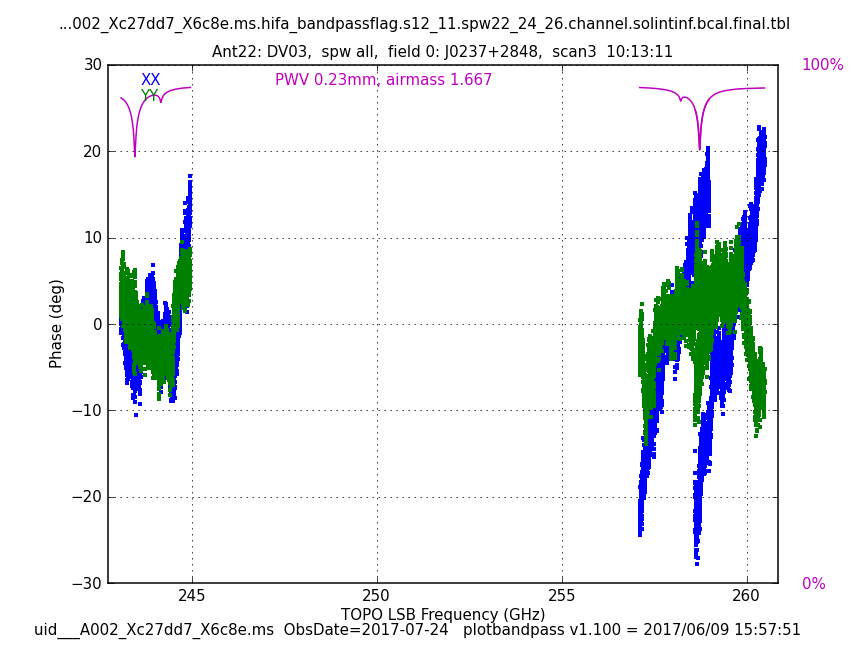 ...002_Xc27dd7_X6c8e.ms.hifa_bandpassflag.s12_11.spw22_24_26.channel.solintinf.bcal.final.tbl
Ant22: DV03,  spw all,  field 0: J0237+2848,  scan3  10:13:11
30
100%
XX
PWV 0.23mm, airmass 1.667
YY
20
10
0
−10
−20
−30
0%
Phase (deg)
245
250
255
260
TOPO LSB Frequency (GHz)
uid___A002_Xc27dd7_X6c8e.ms  ObsDate=2017-07-24   plotbandpass v1.100 = 2017/06/09 15:57:51